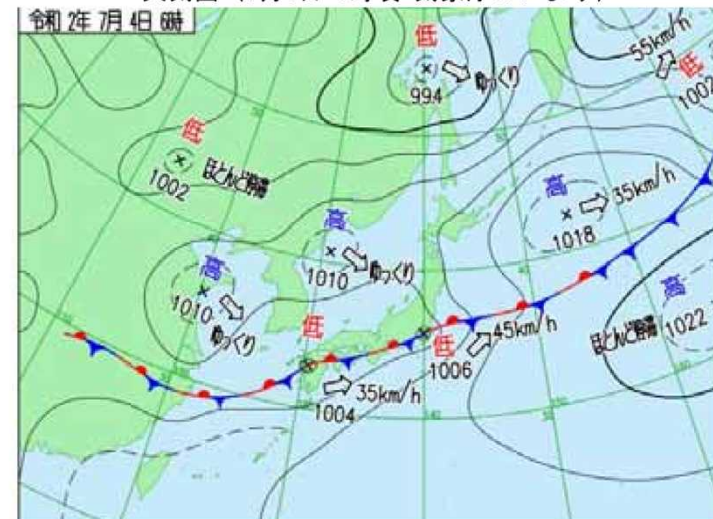 令和 2年 7月 4日 6時
低
994
ゆっくり
55km/h
低
1002
低
1002
ほとんど停滞
高
1018
35km/h
高
1010
ゆっくり
高
1010
ゆっくり
高
1022
ほとんど停滞
低
1004
35km/h
低
1006
45km/h